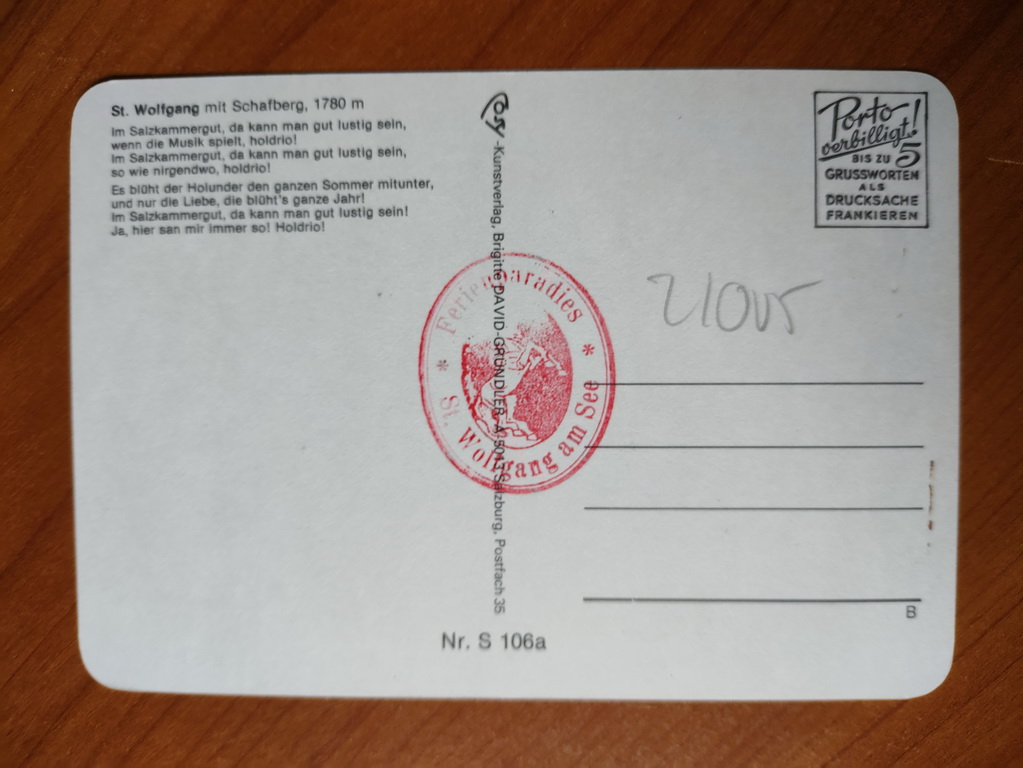 St. Wolfgang mit Schafberg, 1780 m
Im Salzkammergut, da kann man gut lustig sein,
wenn die Musik spielt, holdrio!
Im Salzkammergut, da kann man gut lustig sein,
so wie nirgendwo, holdrio!
Es blüht der Holunder den ganzen Sommer mitunter,
und nur die Liebe, die blüht's ganze Jahr!
Im Salzkammergut, da kann man gut lustig sein!
Ja, hier san mir immer so! Holdrio!
Cosy-Kunstverlag, Brigitte DAVID-GRÜNDLER, A-5013 Salzburg, Postfach 35
Porto
verbilligt!
BIS ZU 5
GRUSSWORTEN
ALS
DRUCKSACHE
FRANKIEREN
Ferienparadies
* St. Wolfgang am See *
B
Nr. S 106a